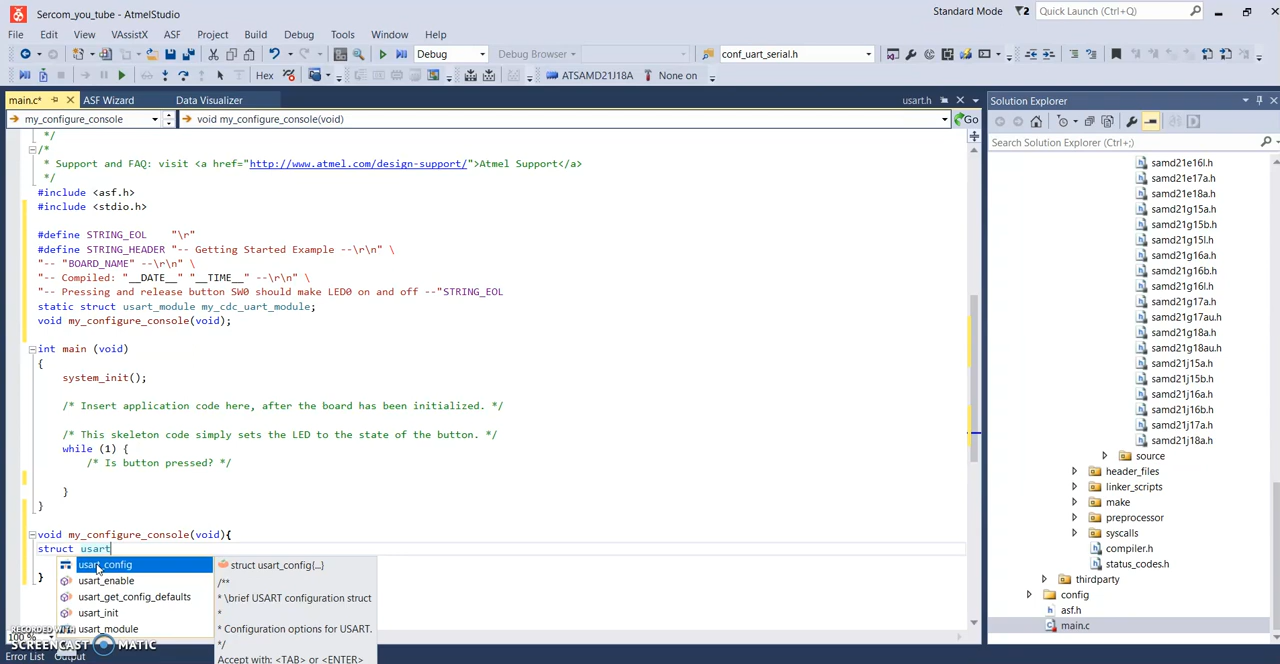 Sercom_you_tube - AtmelStudio
Standard Mode
2
Quick Launch (Ctrl+Q)
File Edit View VAssistX ASF Project Build Debug Tools Window Help
Debug
Debug Browser
conf_uart_serial.h
Hex
ATSAMD21J18A
None on
main.c*
ASF Wizard
Data Visualizer
usart.h
my_configure_console
void my_configure_console(void)
Go
*/
/*
* Support and FAQ: visit <a href="http://www.atmel.com/design-support/">Atmel Support</a>
*/
#include <asf.h>
#include <stdio.h>
#define STRING_EOL    "\r"
#define STRING_HEADER "-- Getting Started Example --\r\n" \
"-- "BOARD_NAME" --\r\n" \
"-- Compiled: "__DATE__" "__TIME__" --\r\n" \
"-- Pressing and release button SW0 should make LED0 on and off --"STRING_EOL
static struct usart_module my_cdc_uart_module;
void my_configure_console(void);
int main (void)
{
system_init();
/* Insert application code here, after the board has been initialized. */
/* This skeleton code simply sets the LED to the state of the button. */
while (1) {
/* Is button pressed? */
}
}
void my_configure_console(void){
struct usart
}
usart_config
usart_enable
usart_get_config_defaults
usart_init
usart_module
struct usart_config{...}
/**
* \brief USART configuration struct
*
* Configuration options for USART.
*/
Accept with: <TAB> or <ENTER>
100 %
RECORDED WITH
SCREENCAST MATIC
Error List
Output
Solution Explorer
Search Solution Explorer (Ctrl+;)
samd21e16l.h
samd21e17a.h
samd21e18a.h
samd21g15a.h
samd21g15b.h
samd21g15l.h
samd21g16a.h
samd21g16b.h
samd21g16l.h
samd21g17a.h
samd21g17au.h
samd21g18a.h
samd21g18au.h
samd21j15a.h
samd21j15b.h
samd21j16a.h
samd21j16b.h
samd21j17a.h
samd21j18a.h
source
header_files
linker_scripts
make
preprocessor
syscalls
compiler.h
status_codes.h
thirdparty
config
asf.h
main.c